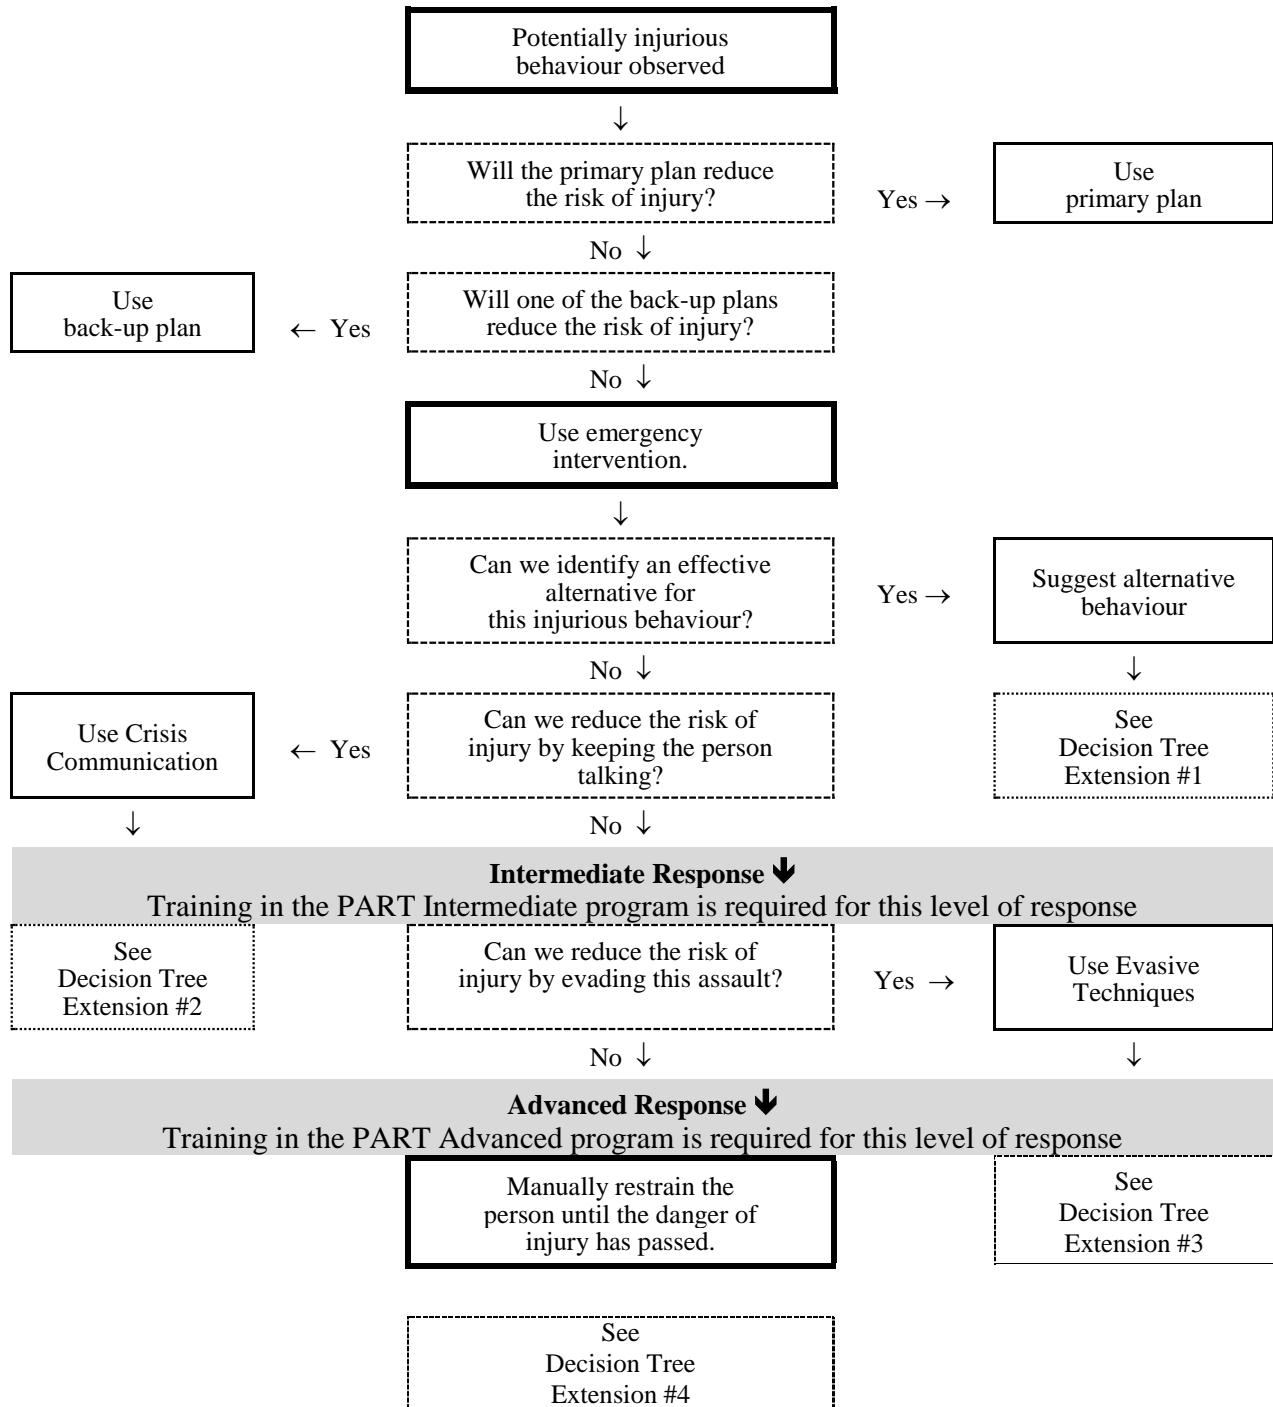 Potentially injurious
behaviour observed
↓
Will the primary plan reduce
the risk of injury?
Yes →
Use
primary plan
No ↓
Use
back-up plan
← Yes
Will one of the back-up plans
reduce the risk of injury?
No ↓
Use emergency
intervention.
↓
Can we identify an effective
alternative for
this injurious behaviour?
Yes →
Suggest alternative
behaviour
No ↓
↓
Use Crisis
Communication
← Yes
Can we reduce the risk of
injury by keeping the person
talking?
See
Decision Tree
Extension #1
↓
No ↓
Intermediate Response 🡻
Training in the PART Intermediate program is required for this level of response
See
Decision Tree
Extension #2
Can we reduce the risk of
injury by evading this assault?
Yes →
Use Evasive
Techniques
No ↓
↓
Advanced Response 🡻
Training in the PART Advanced program is required for this level of response
Manually restrain the
person until the danger of
injury has passed.
See
Decision Tree
Extension #3
See
Decision Tree
Extension #4